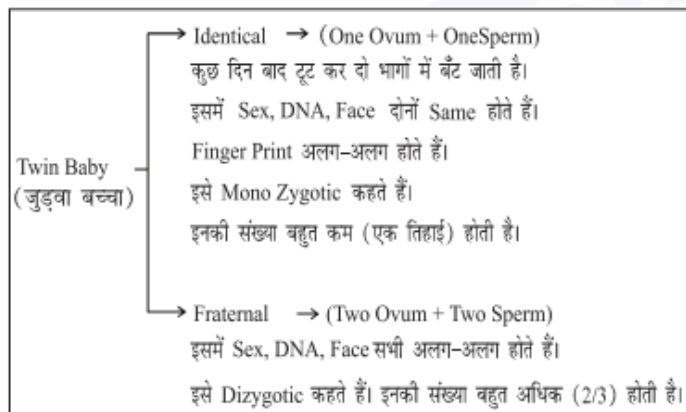 Identical → (One Ovum + OneSperm)
कुछ दिन बाद टूट कर दो भागों में बँट जाती है।
इसमें Sex, DNA, Face दोनों Same होते हैं।
Finger Print अलग-अलग होते हैं।
Twin Baby
(जुड़वा बच्चा)
इसे Mono Zygotic कहते हैं।
इनकी संख्या बहुत कम (एक तिहाई) होती है।
Fraternal → (Two Ovum + Two Sperm)
इसमें Sex, DNA, Face सभी अलग-अलग होते हैं।
इसे Dizygotic कहते हैं। इनकी संख्या बहुत अधिक (2/3) होती है।